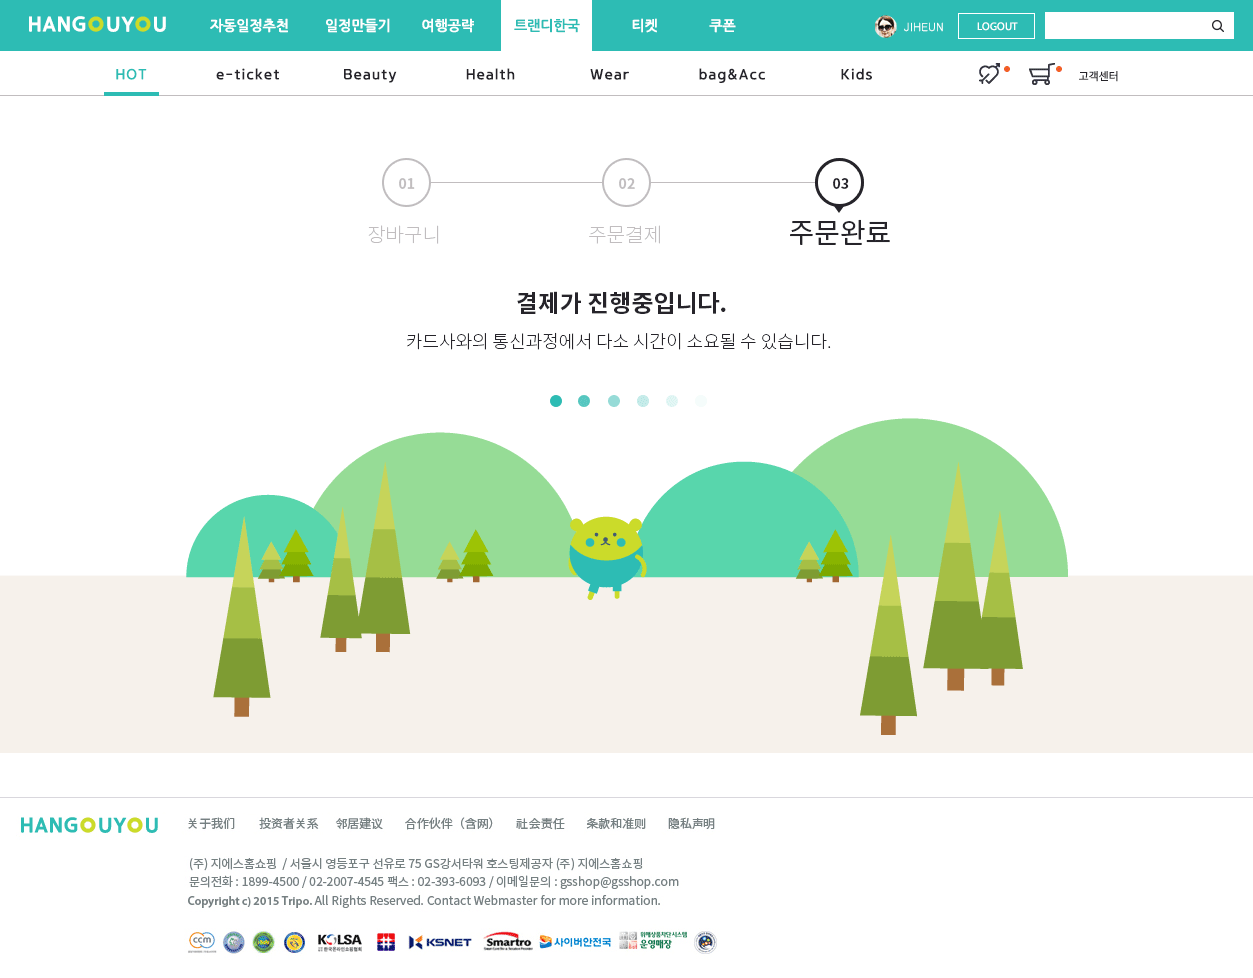 HANGOUYOU 자동일정추천 일정만들기 여행공략 트랜디한국 티켓 쿠폰 JIHEUN LOGOUT
HOT e-ticket Beauty Health Wear bag&Acc Kids 고객센터
01 02 03
장바구니 주문결제 주문완료
결제가 진행중입니다.
카드사와의 통신과정에서 다소 시간이 소요될 수 있습니다.
HANGOUYOU 关于我们 投资者关系 邻居建议 合作伙伴（含网） 社会责任 条款和准则 隐私声明
(주) 지에스홈쇼핑 / 서울시 영등포구 선유로 75 GS강서타워 호스팅제공자 (주) 지에스홈쇼핑
문의전화 : 1899-4500 / 02-2007-4545 팩스 : 02-393-6093 / 이메일문의 : gsshop@gsshop.com
Copyright c) 2015 Tripo. All Rights Reserved. Contact Webmaster for more information.
ccm KOLSA KSNET Smartro 사이버안전국 위해상품차단 시스템 운영매장